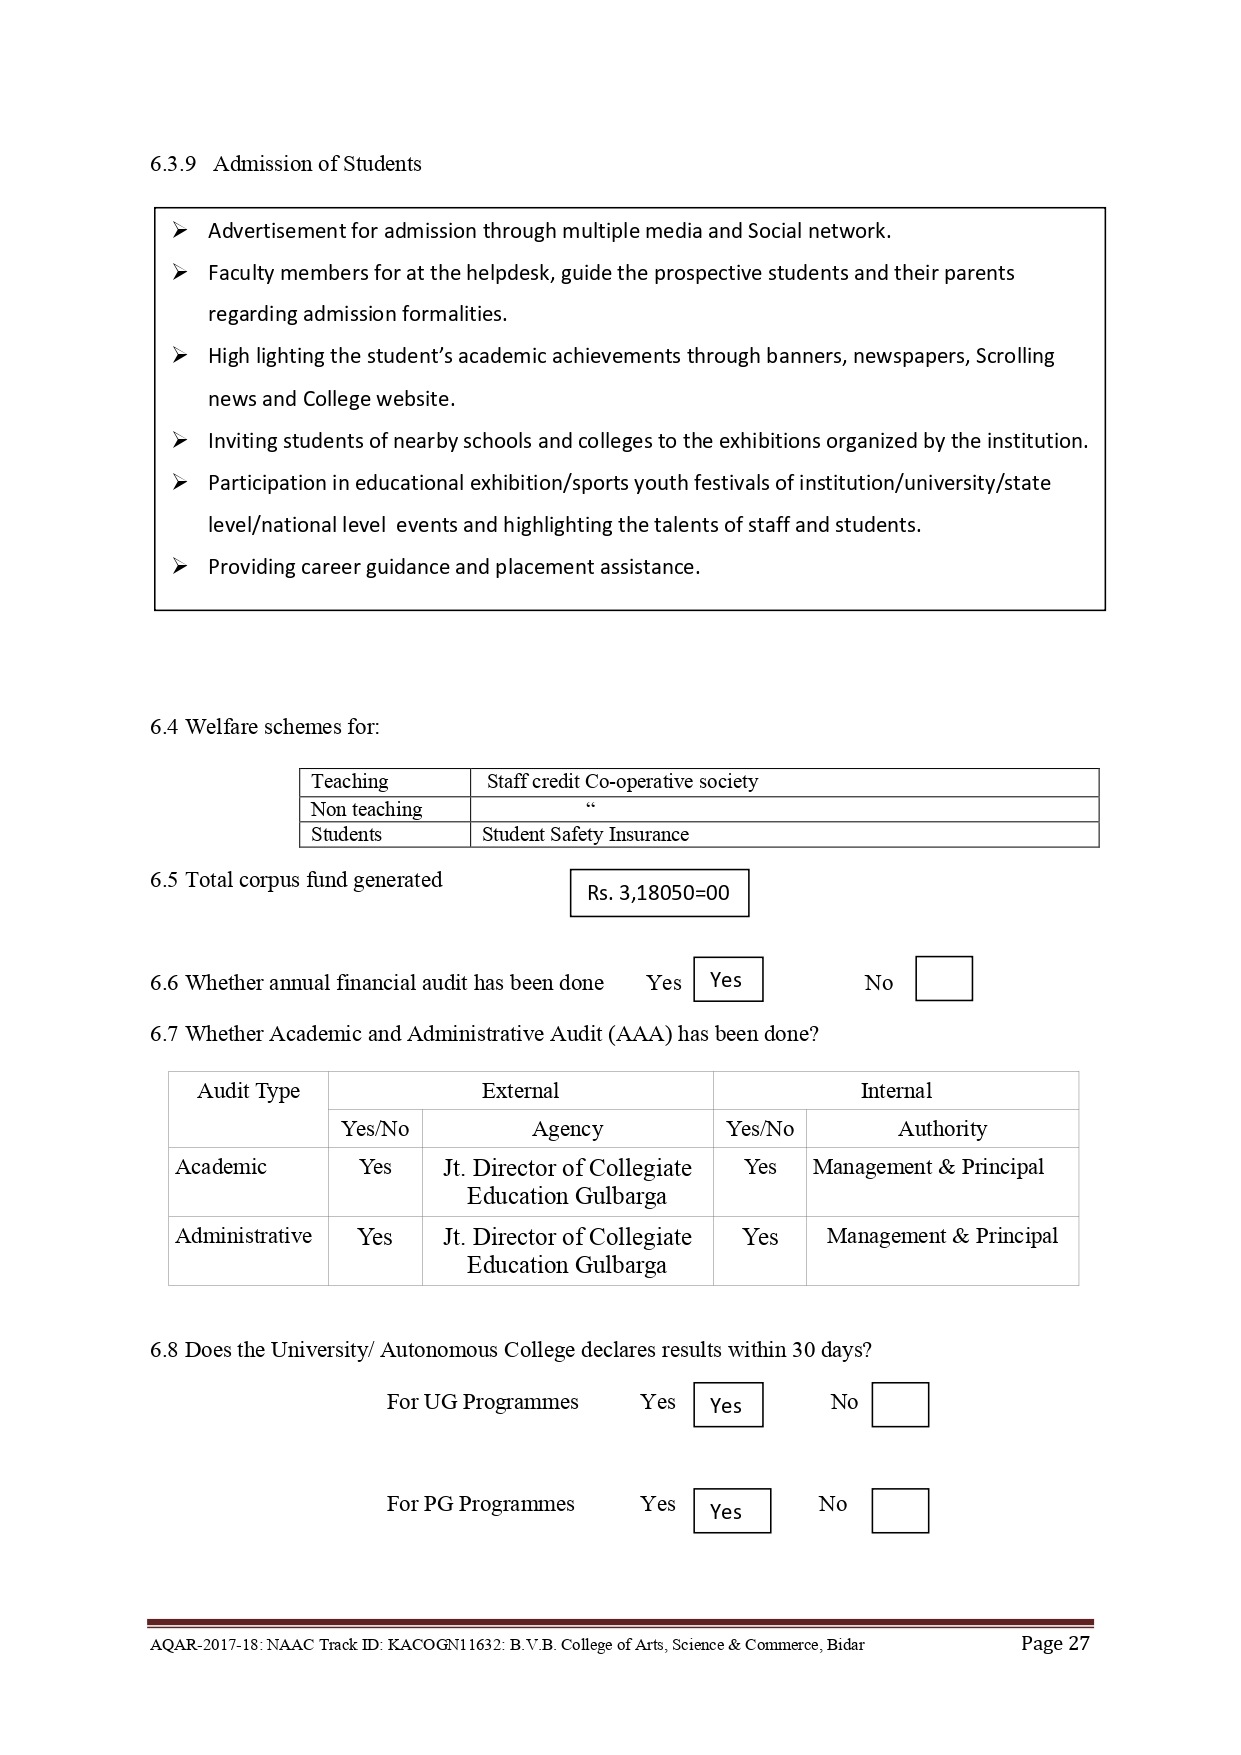 6.3.9 Admission of Students
➢ Advertisement for admission through multiple media and Social network.
➢ Faculty members for at the helpdesk, guide the prospective students and their parents
regarding admission formalities.
➢ High lighting the student’s academic achievements through banners, newspapers, Scrolling
news and College website.
➢ Inviting students of nearby schools and colleges to the exhibitions organized by the institution.
➢ Participation in educational exhibition/sports youth festivals of institution/university/state
level/national level events and highlighting the talents of staff and students.
➢ Providing career guidance and placement assistance.
6.4 Welfare schemes for:
Teaching Staff credit Co-operative society
Non teaching “
Students Student Safety Insurance
6.5 Total corpus fund generated Rs. 3,18050=00
6.6 Whether annual financial audit has been done Yes Yes No
6.7 Whether Academic and Administrative Audit (AAA) has been done?
Audit Type External Internal
Yes/No Agency Yes/No Authority
Academic Yes Jt. Director of Collegiate Yes Management & Principal
Education Gulbarga
Administrative Yes Jt. Director of Collegiate Yes Management & Principal
Education Gulbarga
6.8 Does the University/ Autonomous College declares results within 30 days?
For UG Programmes Yes Yes No
For PG Programmes Yes Yes No
AQAR-2017-18: NAAC Track ID: KACOGN11632: B.V.B. College of Arts, Science & Commerce, Bidar Page 27